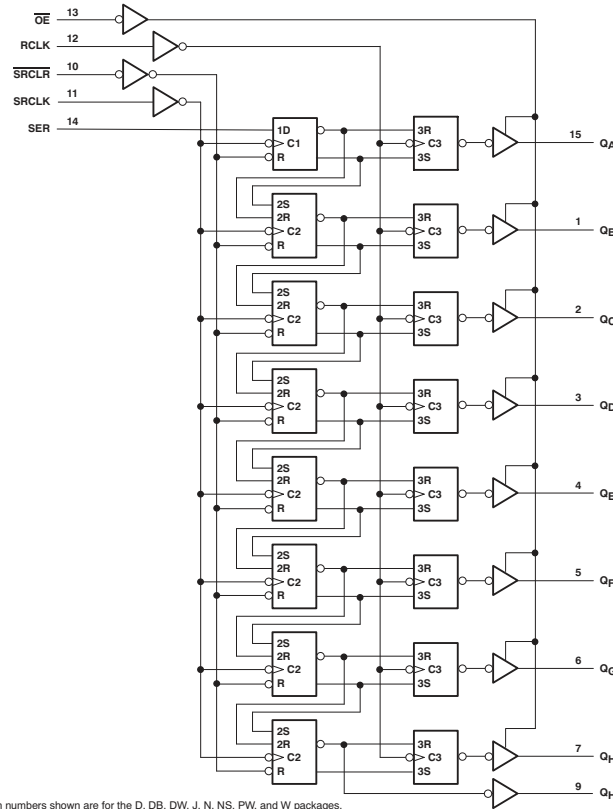 OE 13
RCLK 12
SRCLR 10
SRCLK 11
SER 14
1D
C1
R
3R
C3
3S
15 QA
2S
2R
C2
R
3R
C3
3S
1 QB
2S
2R
C2
R
3R
C3
3S
2 QC
2S
2R
C2
R
3R
C3
3S
3 QD
2S
2R
C2
R
3R
C3
3S
4 QE
2S
2R
C2
R
3R
C3
3S
5 QF
2S
2R
C2
R
3R
C3
3S
6 QG
2S
2R
C2
R
3R
C3
3S
7 QH
9 QH
numbers shown are for the D, DB, DW, J, N, NS, PW, and W packages.